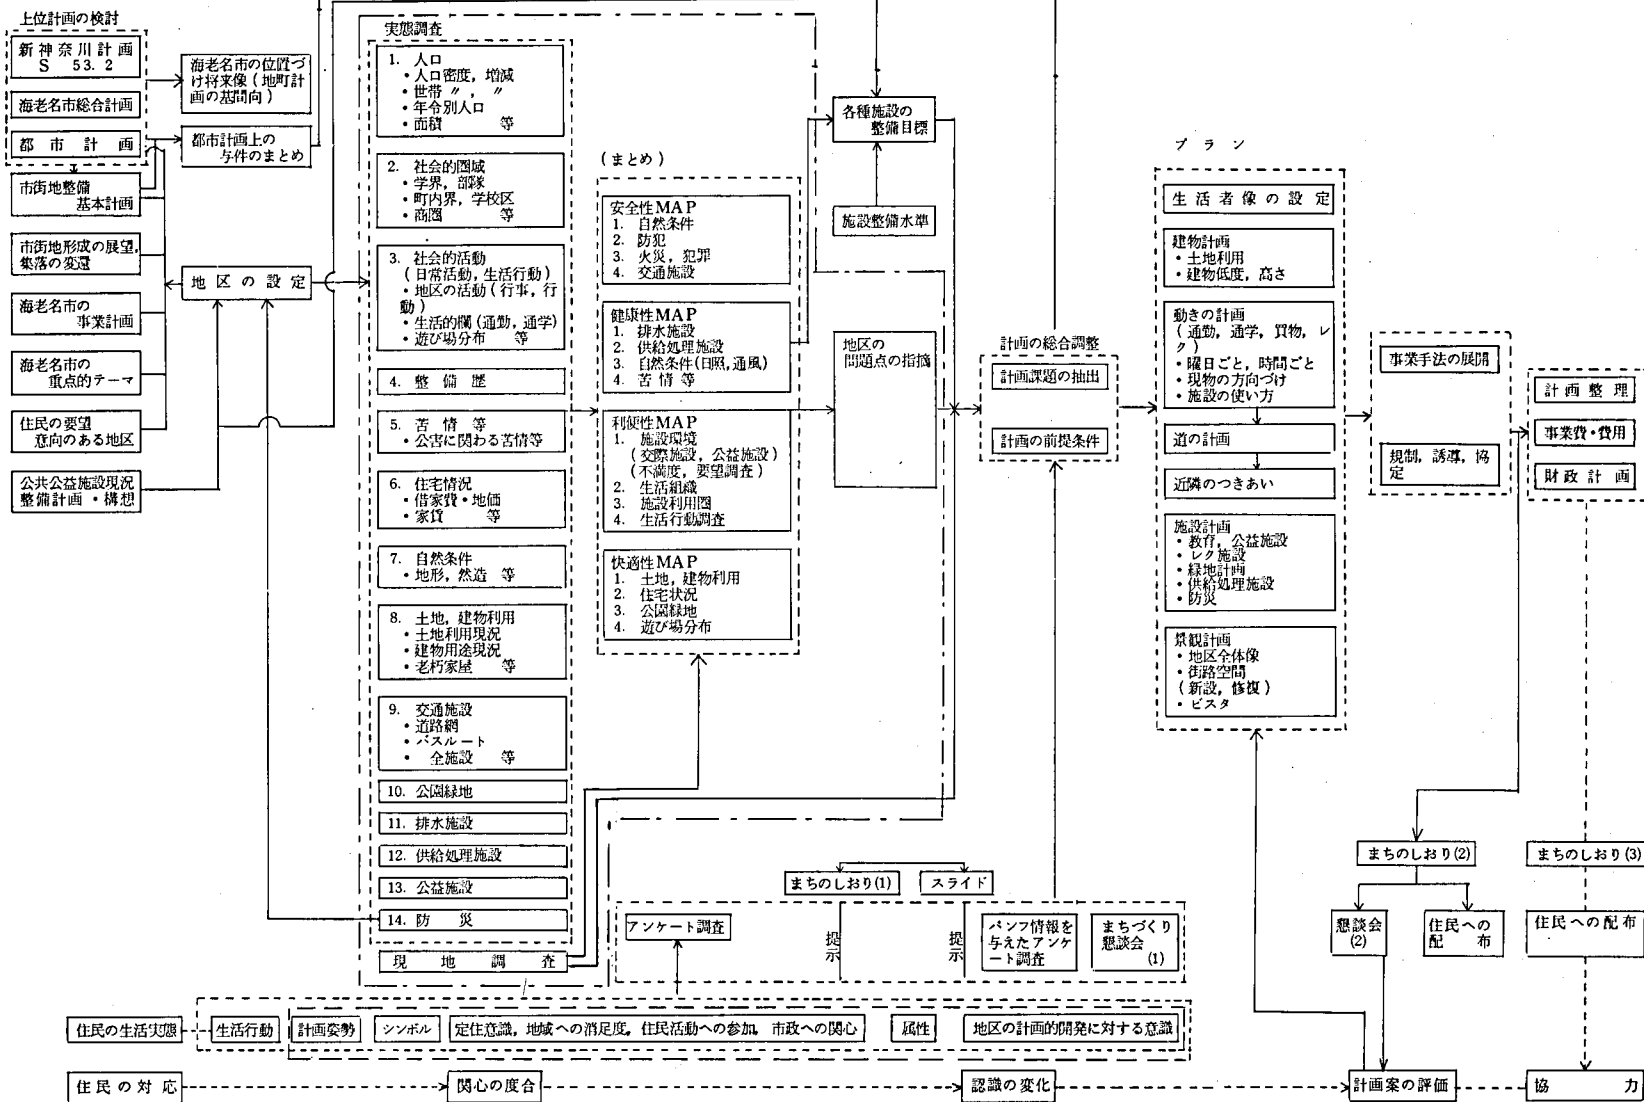 上位計画の検討
新神奈川計画
S 53. 2
海老名市総合計画
都市計画
海老名市の位置づ
け将来像(地町計
画の基間向)
都市計画上の
与件のまとめ
市街地整備
基本計画
市街地形成の展望,
集落の変還
海老名市の
事業計画
海老名市の
重点的テーマ
住民の要望
意向のある地区
公共公益施設現況
整備計画・構想
地区の設定
実態調査
1. 人口
・人口密度, 増減
・世帯 〃 , 〃
・年令別人口
・面積 等
2. 社会的圏域
・学界, 部隊
・町内界, 学校区
・商圏 等
3. 社会的活動
(日常活動, 生活行動)
・地区の活動(行事, 行
動)
・生活的欄(通勤, 通学)
・遊び場分布 等
4. 整備歴
5. 苦情等
・公害に関わる苦情等
6. 住宅情況
・借家費・地価
・家賃 等
7. 自然条件
・地形, 然造 等
8. 土地, 建物利用
・土地利用現況
・建物用途現況
・老朽家屋 等
9. 交通施設
・道路網
・バスルート
・全施設 等
10. 公園緑地
11. 排水施設
12. 供給処理施設
13. 公益施設
14. 防災
現地調査
(まとめ)
安全性MAP
1. 自然条件
2. 防犯
3. 火災, 犯罪
4. 交通施設
健康性MAP
1. 排水施設
2. 供給処理施設
3. 自然条件(日照, 通風)
4. 苦情等
利便性MAP
1. 施設環境
(交際施設, 公益施設)
(不満度, 要望調査)
2. 生活組織
3. 施設利用圏
4. 生活行動調査
快適性MAP
1. 土地, 建物利用
2. 住宅状況
3. 公園緑地
4. 遊び場分布
各種施設の
整備目標
施設整備水準
地区の
問題点の指摘
計画の総合調整
計画課題の抽出
計画の前提条件
プラン
生活者像の設定
建物計画
・土地利用
・建物低度, 高さ
動きの計画
(通勤, 通学, 買物, レ
ク)
・曜日ごと, 時間ごと
・現物の方向づけ
・施設の使い方
道の計画
近隣のつきあい
施設計画
・教育, 公益施設
・レク施設
・緑地計画
・供給処理施設
・防災
景観計画
・地区全体像
・街路空間
(新設, 修復)
・ビスタ
事業手法の展開
規制, 誘導, 協
定
計画整理
事業費・費用
財政計画
まちのしおり(1)
スライド
アンケート調査
提示
提示
パンフ情報を
与えたアンケ
ート調査
まちづくり
懇談会
(1)
まちのしおり(2)
懇談会
(2)
住民への
配布
まちのしおり(3)
住民への配布
住民の生活実態
生活行動
計画姿勢
シンボル
定住意識, 地域への消足度, 住民活動への参加, 市政への関心
属性
地区の計画的開発に対する意識
住民の対応
関心の度合
認識の変化
計画案の評価
協力